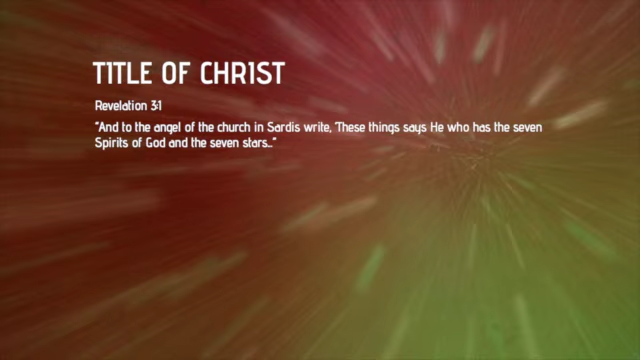 TITLE OF CHRIST
Revelation 3:1
"And to the angel of the church in Sardis write, 'These things says He who has the seven
Spirits of God and the seven stars..."